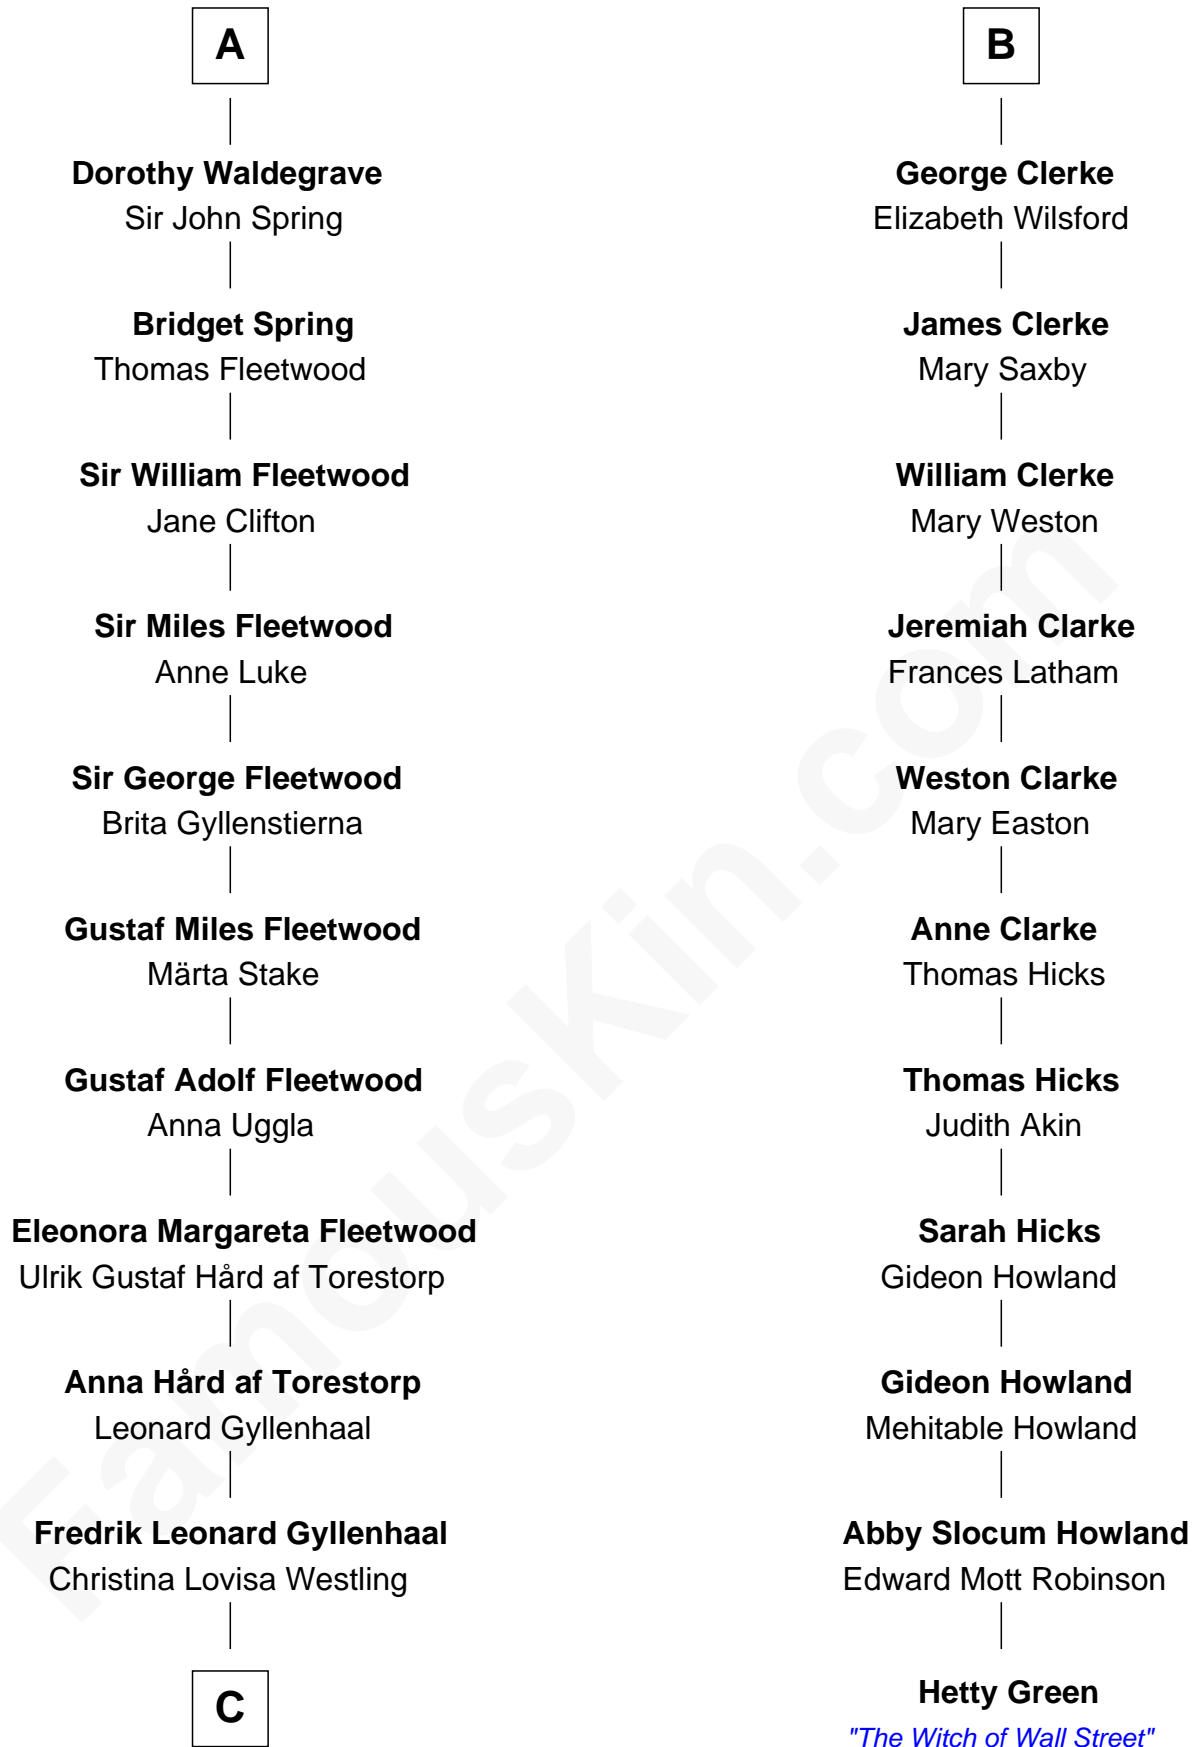 A
Dorothy Waldegrave
Sir John Spring
Bridget Spring
Thomas Fleetwood
Sir William Fleetwood
Jane Clifton
Sir Miles Fleetwood
Anne Luke
Sir George Fleetwood
Brita Gyllenstierna
Gustaf Miles Fleetwood
Märta Stake
Gustaf Adolf Fleetwood
Anna Uggla
Eleonora Margareta Fleetwood
Ulrik Gustaf Hård af Torestorp
Anna Hård af Torestorp
Leonard Gyllenhaal
Fredrik Leonard Gyllenhaal
Christina Lovisa Westling
C
B
George Clerke
Elizabeth Wilsford
James Clerke
Mary Saxby
William Clerke
Mary Weston
Jeremiah Clarke
Frances Latham
Weston Clarke
Mary Easton
Anne Clarke
Thomas Hicks
Thomas Hicks
Judith Akin
Sarah Hicks
Gideon Howland
Gideon Howland
Mehitable Howland
Abby Slocum Howland
Edward Mott Robinson
Hetty Green
"The Witch of Wall Street"
FamousKin.com